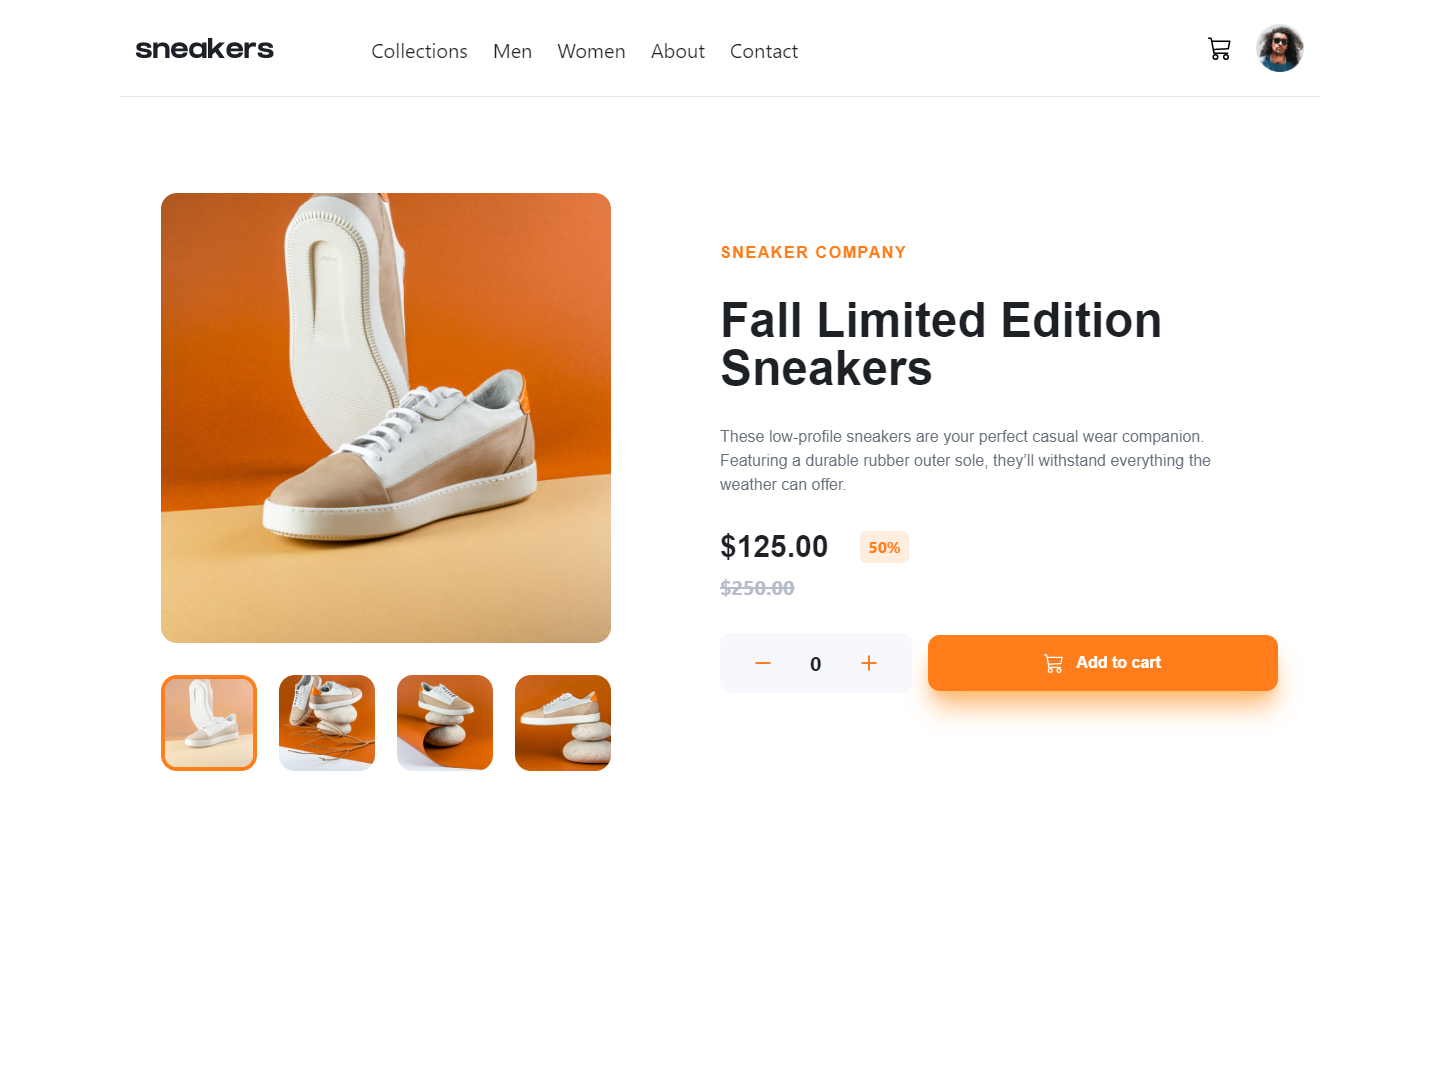 sneakers
Collections Men Women About Contact
SNEAKER COMPANY
Fall Limited Edition
Sneakers
These low-profile sneakers are your perfect casual wear companion.
Featuring a durable rubber outer sole, they’ll withstand everything the
weather can offer.
$125.00 50%
$250.00
0 Add to cart